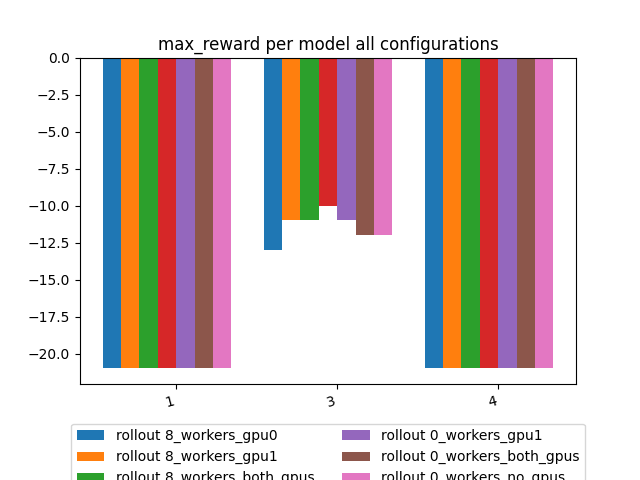 max_reward per model all configurations
0.0
−2.5
−5.0
−7.5
−10.0
−12.5
−15.0
−17.5
−20.0
1
3
4
rollout 8_workers_gpu0
rollout 8_workers_gpu1
rollout 8_workers_both_gpus
rollout 0_workers_gpu1
rollout 0_workers_both_gpus
rollout 0_workers_no_gpus